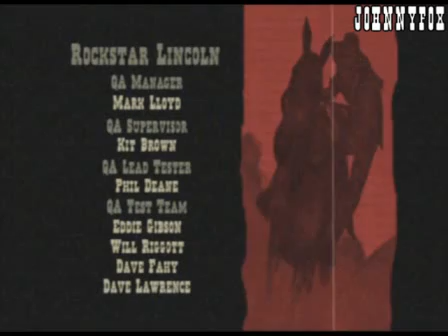 JOHNNYFOX
Rockstar Lincoln
QA Manager
Mark Lloyd
QA Supervisor
Kit Brown
QA Lead Tester
Phil Deane
QA Test Team
Eddie Gibson
Will Riggott
Dave Fahy
Dave Lawrence